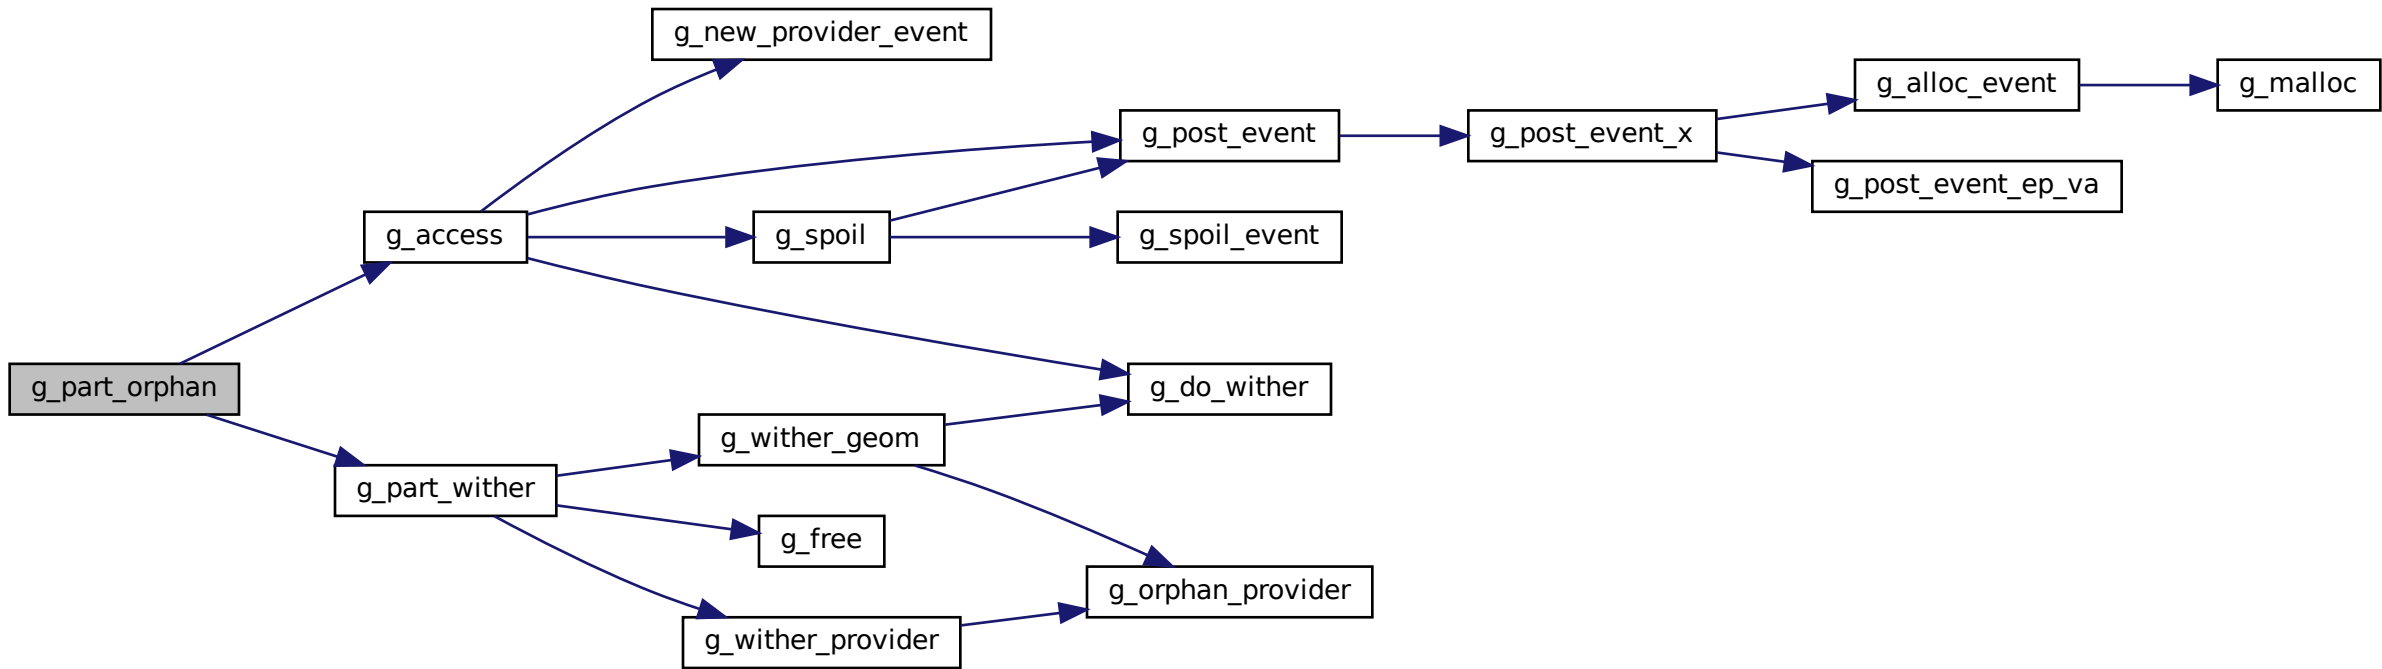 g_new_provider_event
g_alloc_event
g_malloc
g_post_event
g_post_event_x
g_post_event_ep_va
g_access
g_spoil
g_spoil_event
g_part_orphan
g_do_wither
g_wither_geom
g_part_wither
g_free
g_orphan_provider
g_wither_provider